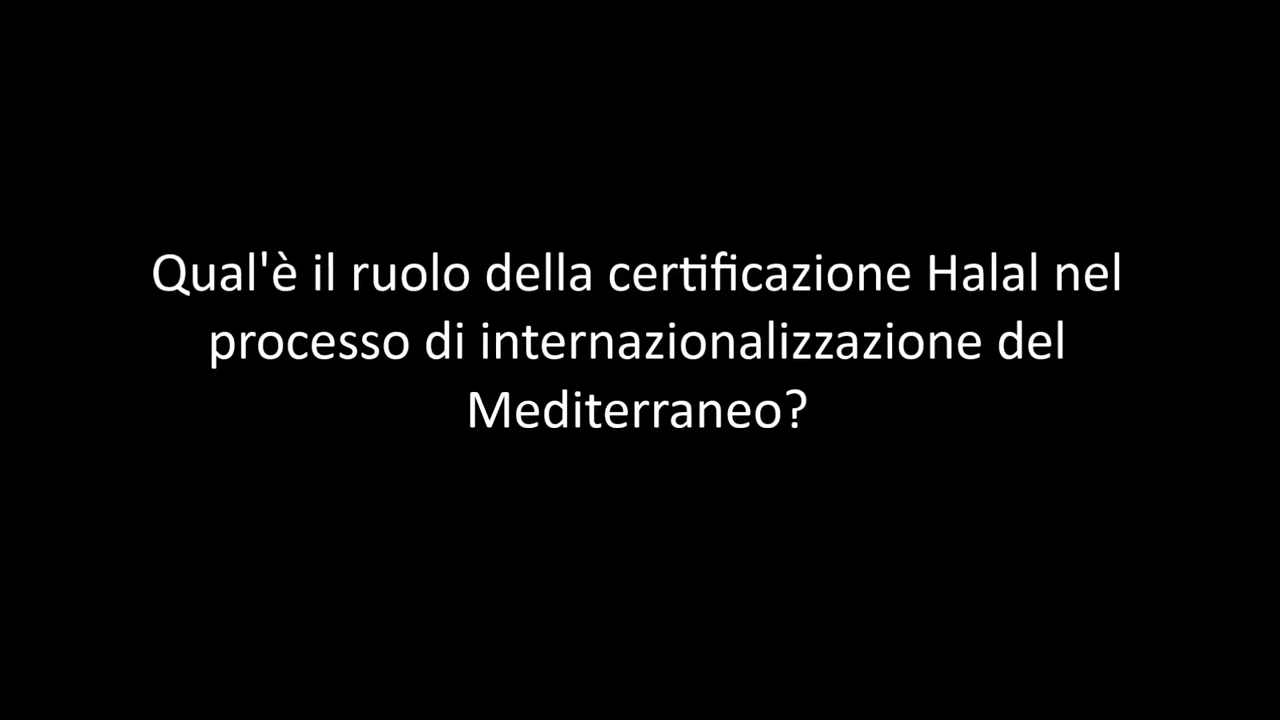 Qual'è il ruolo della certificazione Halal nel
processo di internazionalizzazione del
Mediterraneo?